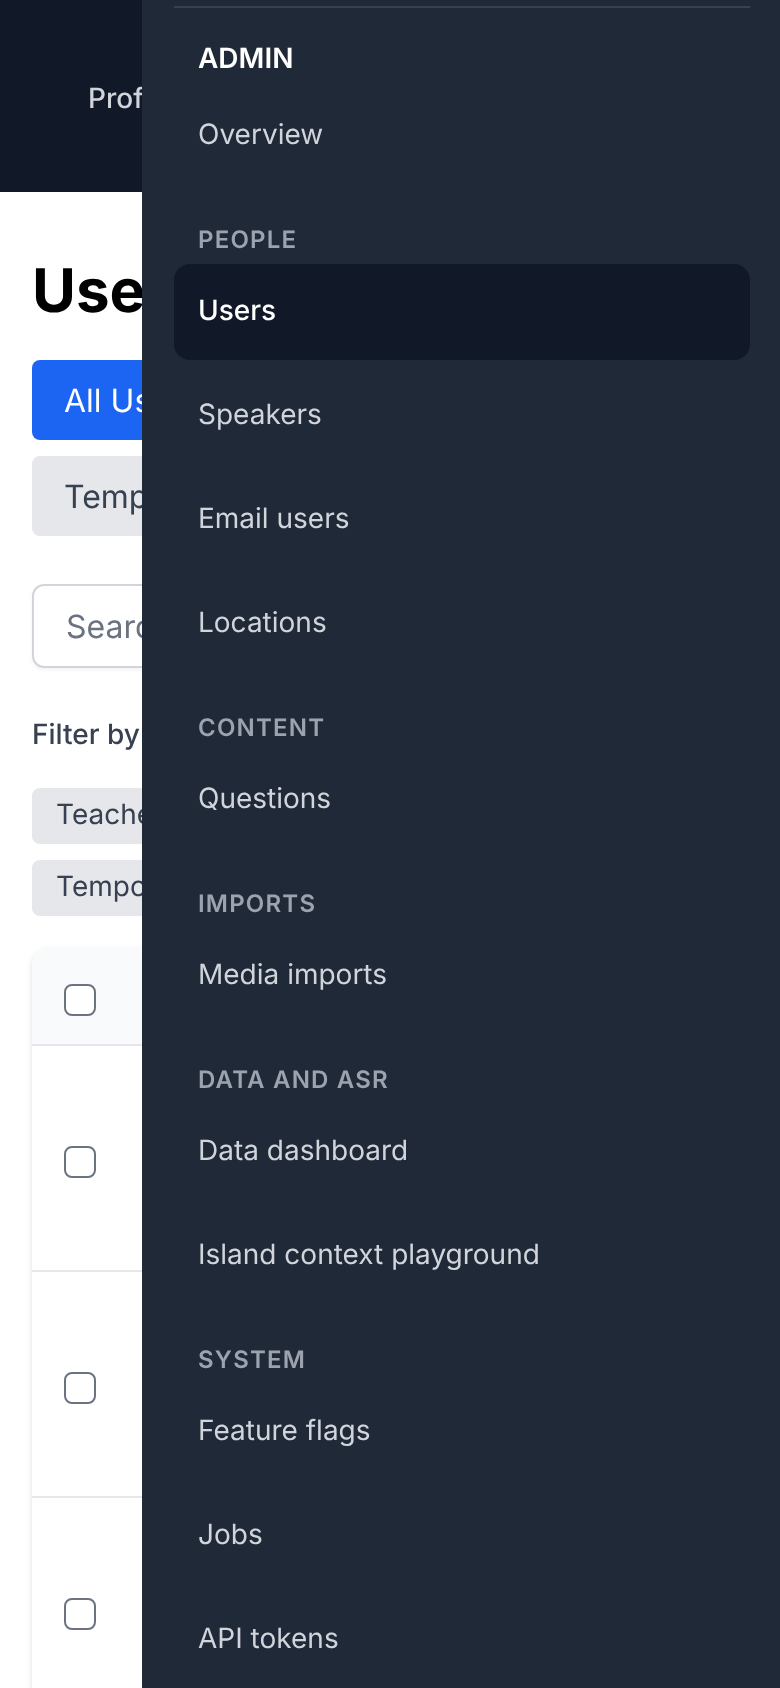 Prof
Use
All Us
Temp
Searc
Filter by
Teache
Tempo
ADMIN
Overview
PEOPLE
Users
Speakers
Email users
Locations
CONTENT
Questions
IMPORTS
Media imports
DATA AND ASR
Data dashboard
Island context playground
SYSTEM
Feature flags
Jobs
API tokens